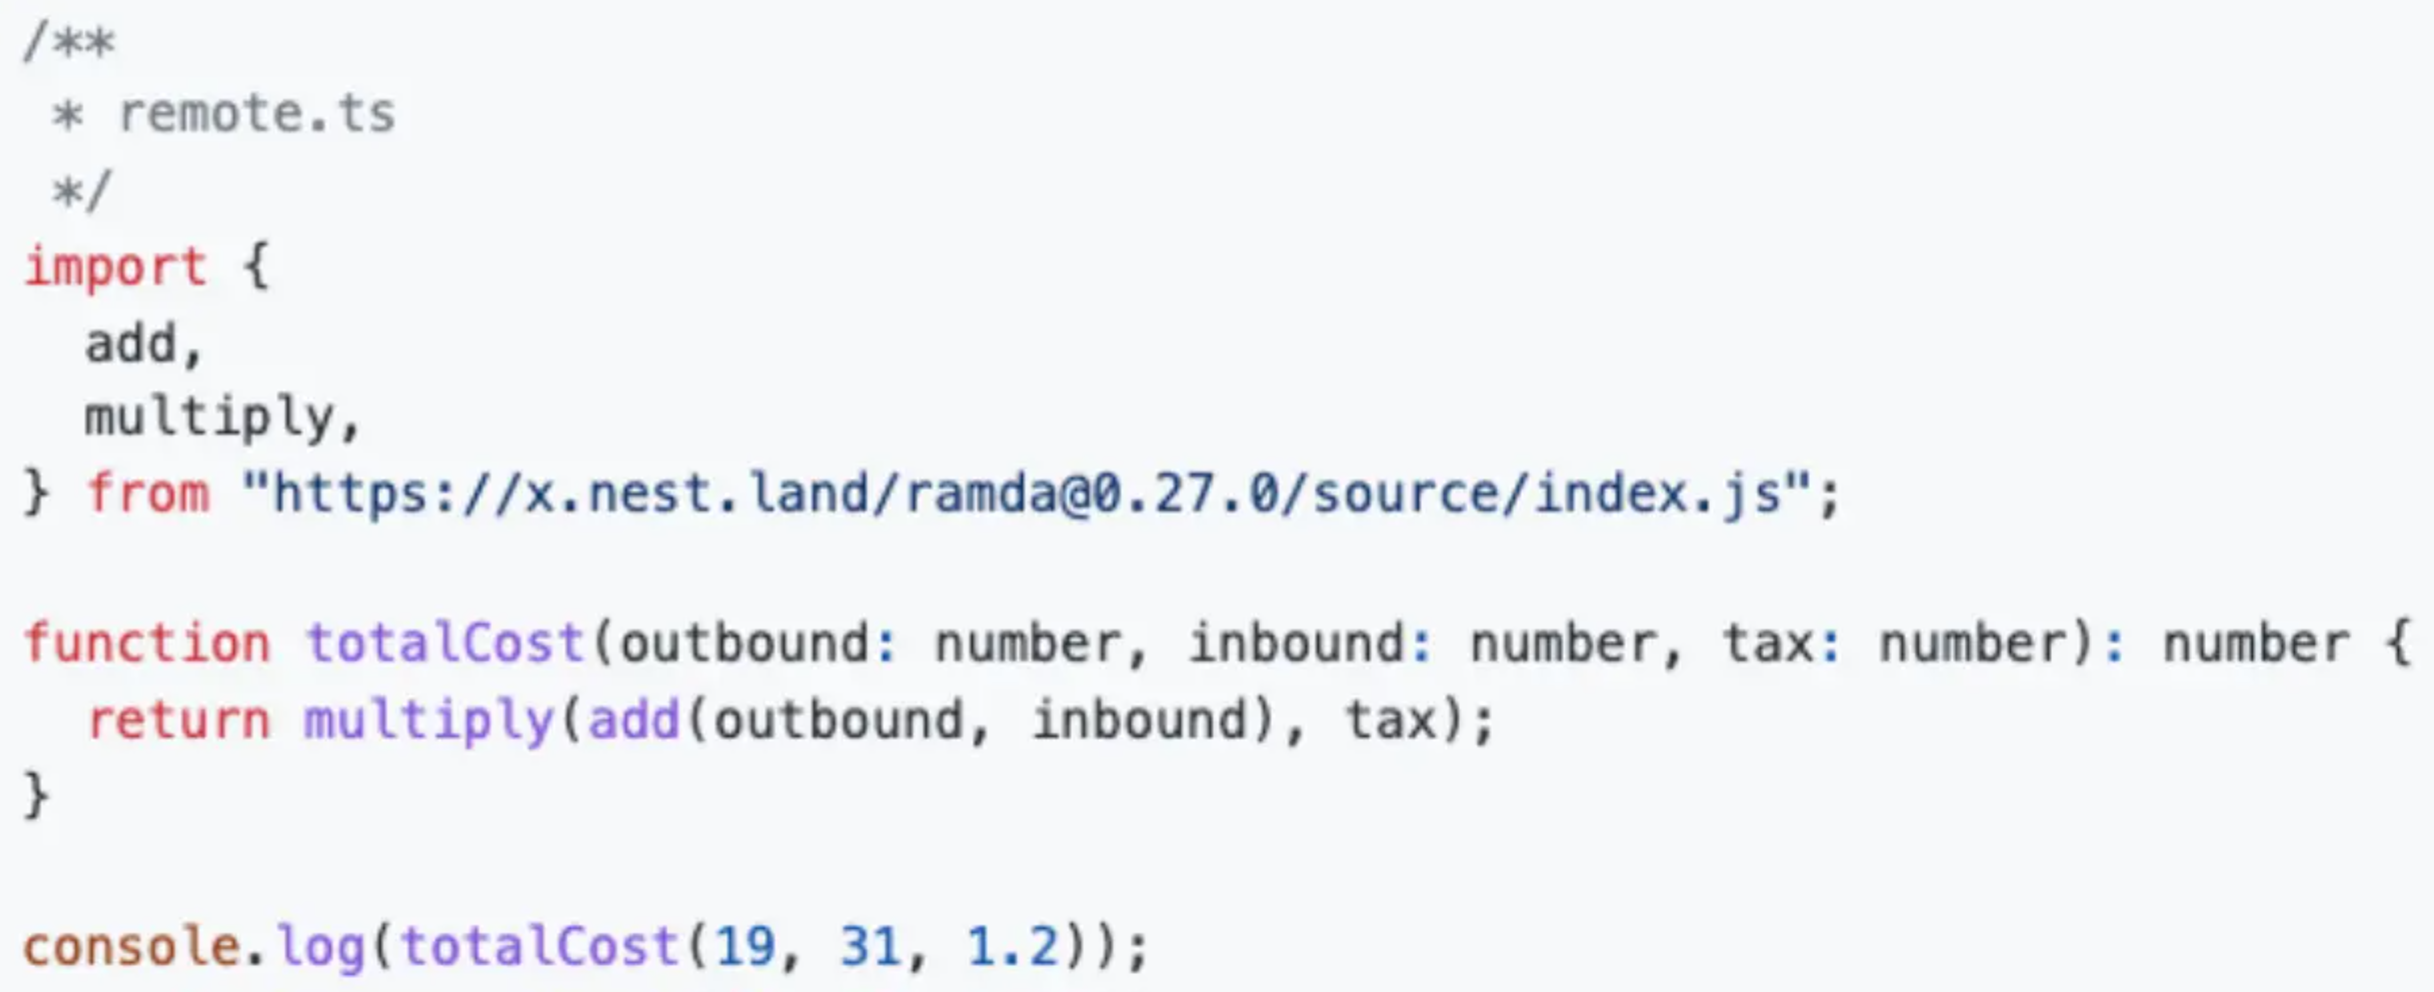 /**
 * remote.ts
 */
import {
  add,
  multiply,
} from "https://x.nest.land/ramda@0.27.0/source/index.js";

function totalCost(outbound: number, inbound: number, tax: number): number {
  return multiply(add(outbound, inbound), tax);
}

console.log(totalCost(19, 31, 1.2));